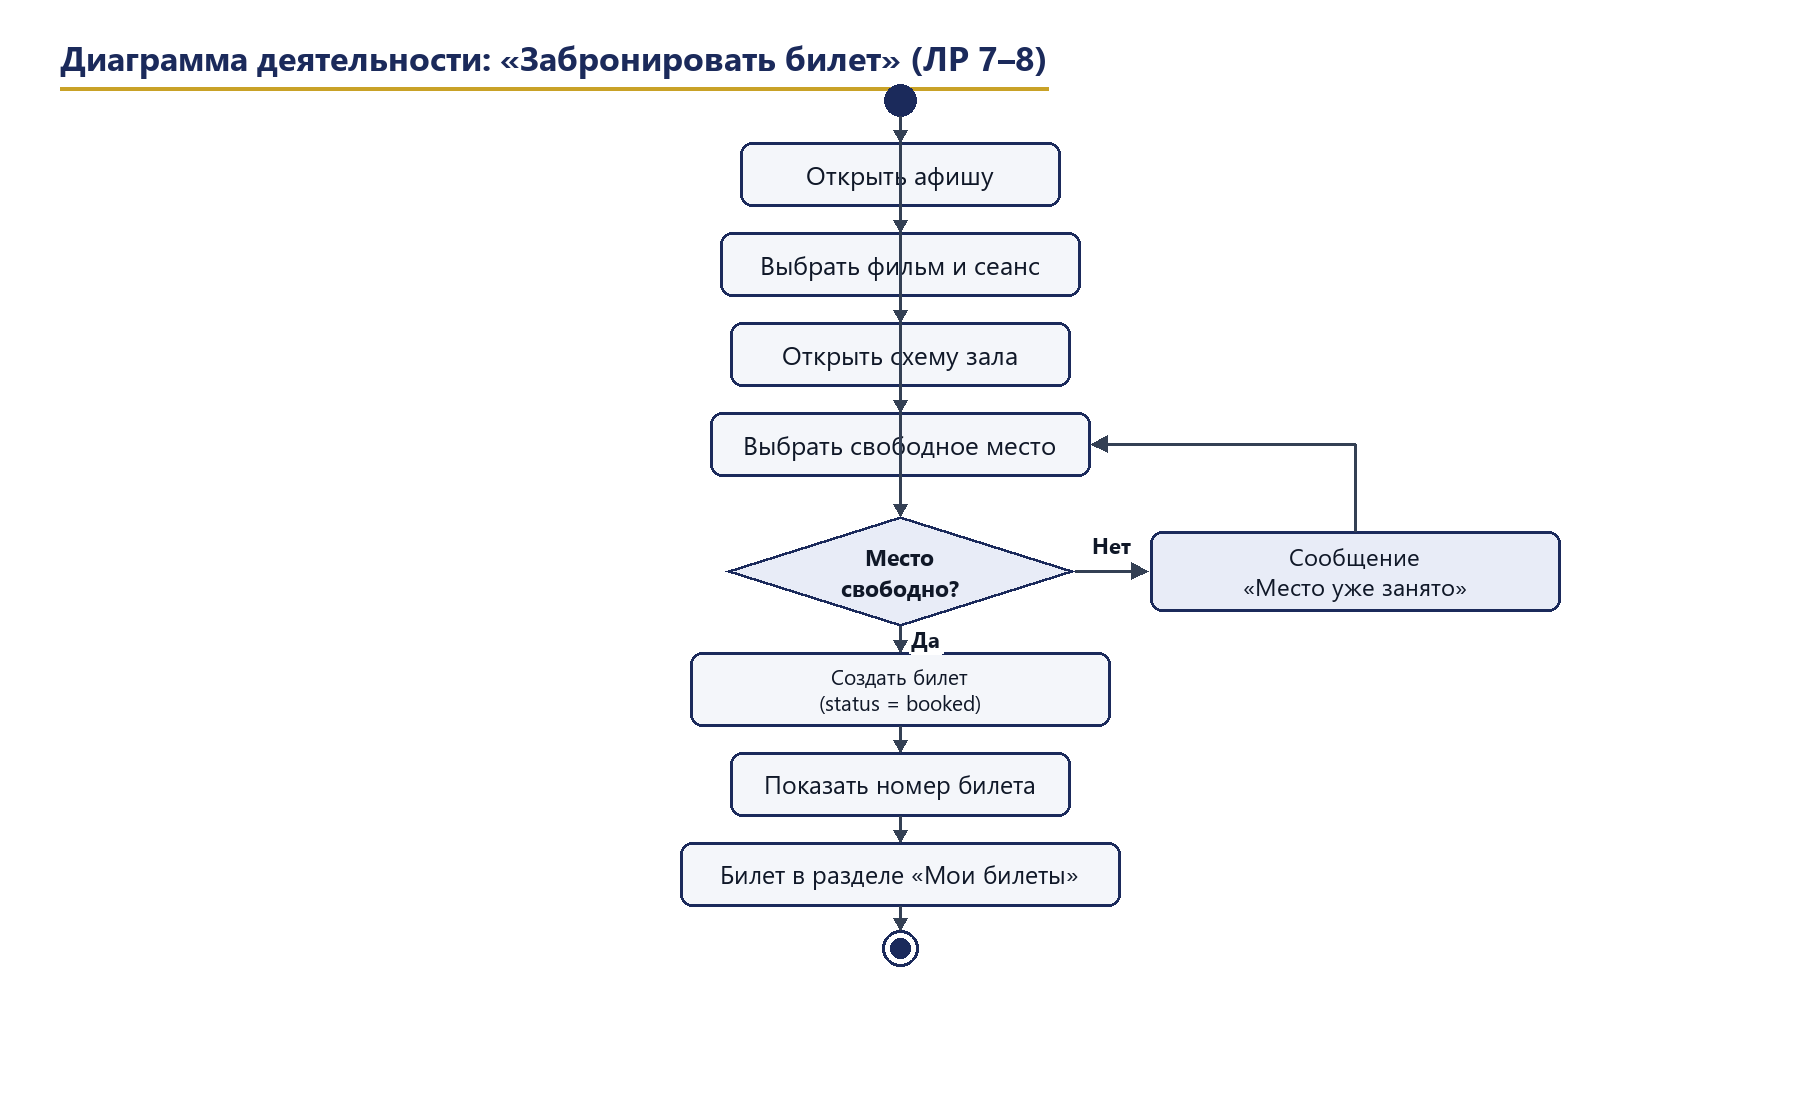 Диаграмма деятельности: «Забронировать билет» (ЛР 7–8)
Открыть афишу
Выбрать фильм и сеанс
Открыть схему зала
Выбрать свободное место
Место
свободно?
Нет
Сообщение
«Место уже занято»
Да
Создать билет
(status = booked)
Показать номер билета
Билет в разделе «Мои билеты»